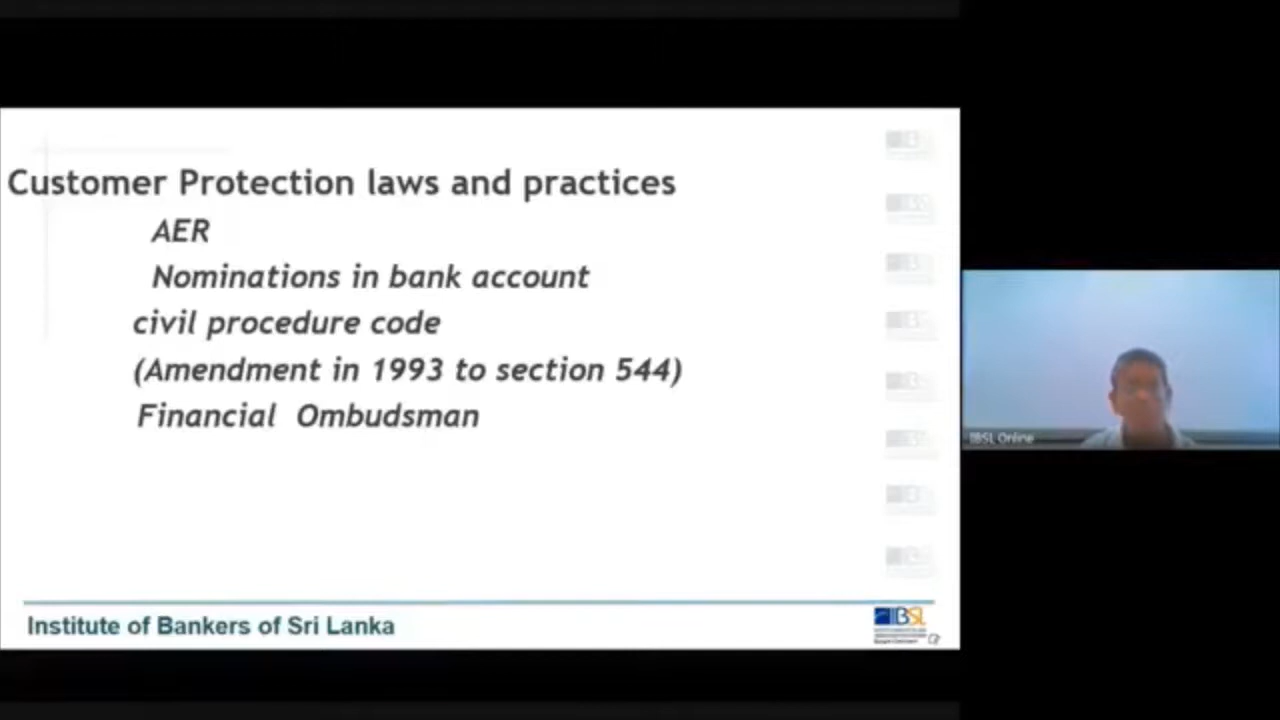 Customer Protection laws and practices
AER
Nominations in bank account
civil procedure code
(Amendment in 1993 to section 544)
Financial Ombudsman
Institute of Bankers of Sri Lanka
IBSL
IBSL Online